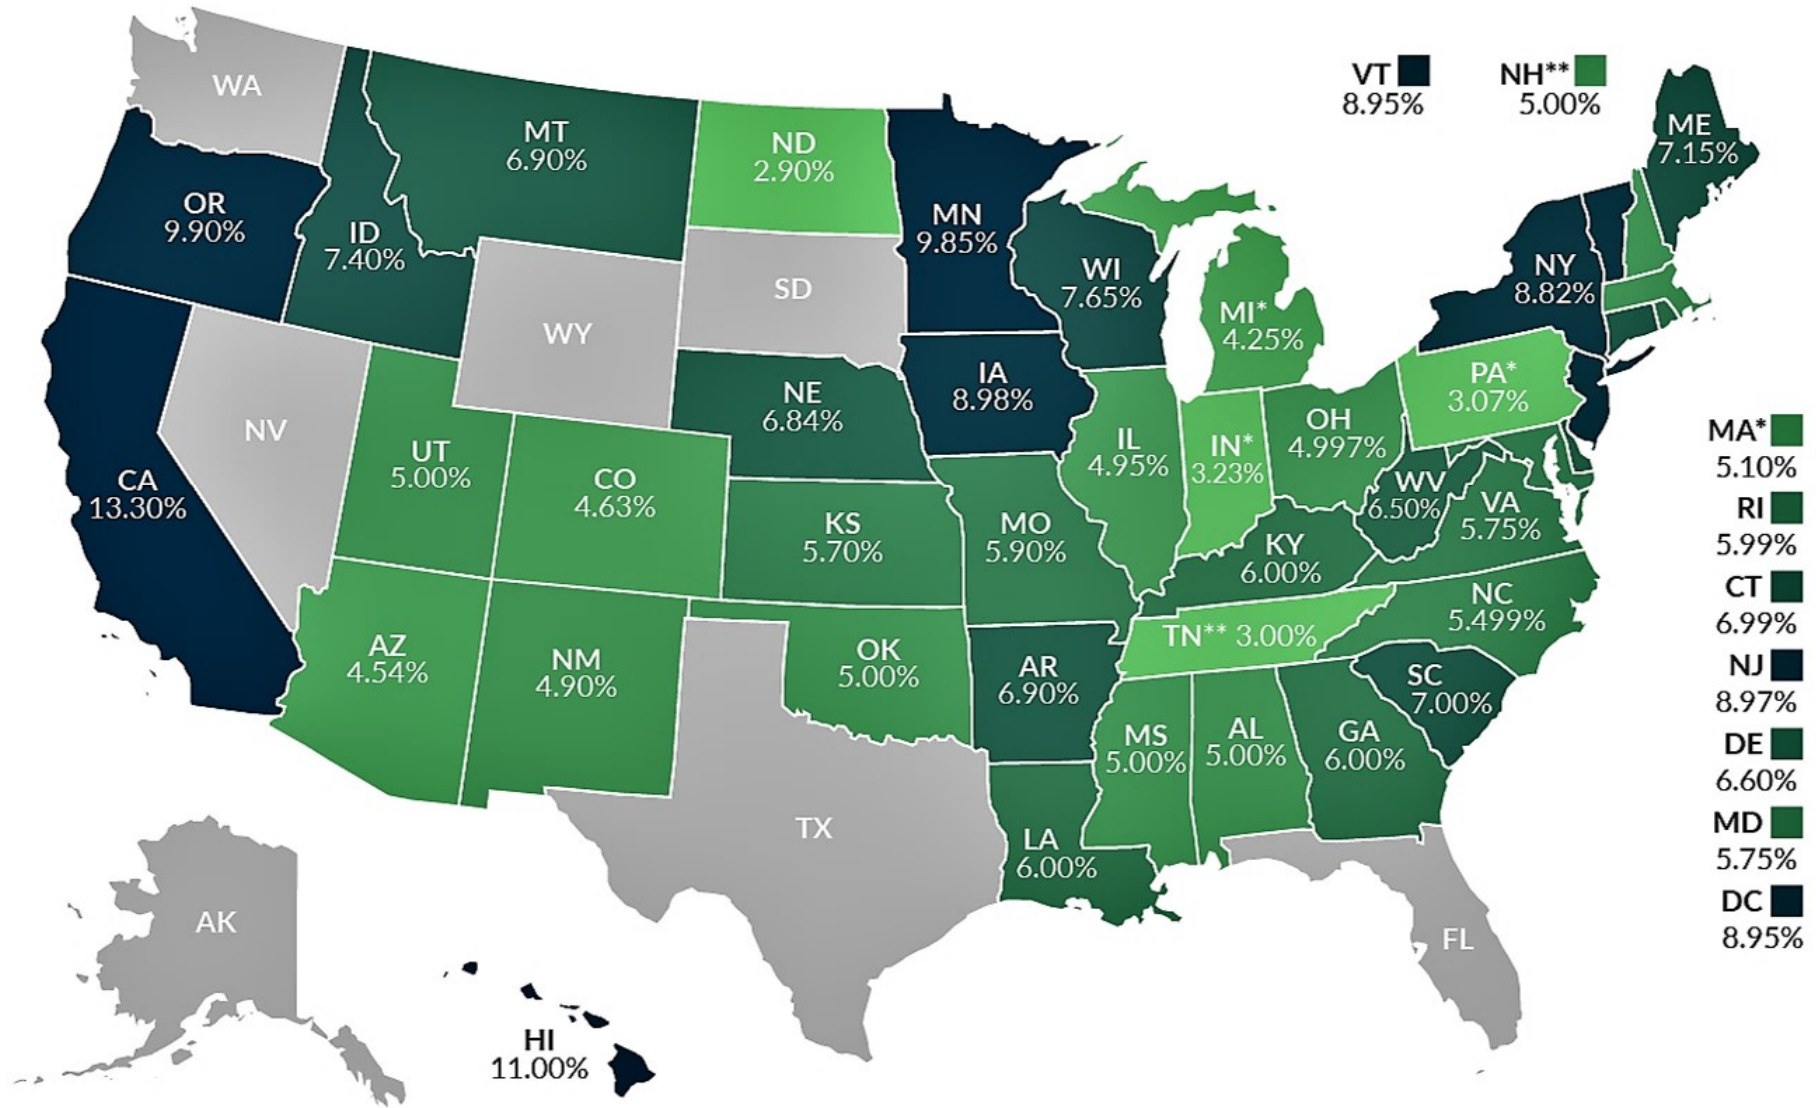 VT
8.95%
NH**
5.00%
WA
MT
6.90%
ND
2.90%
ME
7.15%
OR
9.90%
ID
7.40%
MN
9.85%
WI
7.65%
NY
8.82%
SD
WY
MI*
4.25%
NE
6.84%
IA
8.98%
PA*
3.07%
NV
UT
5.00%
CO
4.63%
IL
4.95%
IN*
3.23%
OH
4.997%
MA*
5.10%
CA
13.30%
KS
5.70%
MO
5.90%
WV
6.50%
VA
5.75%
RI
5.99%
KY
6.00%
CT
6.99%
AZ
4.54%
NM
4.90%
OK
5.00%
AR
6.90%
TN** 3.00%
NC
5.499%
SC
7.00%
NJ
8.97%
MS
5.00%
AL
5.00%
GA
6.00%
DE
6.60%
TX
LA
6.00%
MD
5.75%
AK
FL
DC
8.95%
HI
11.00%